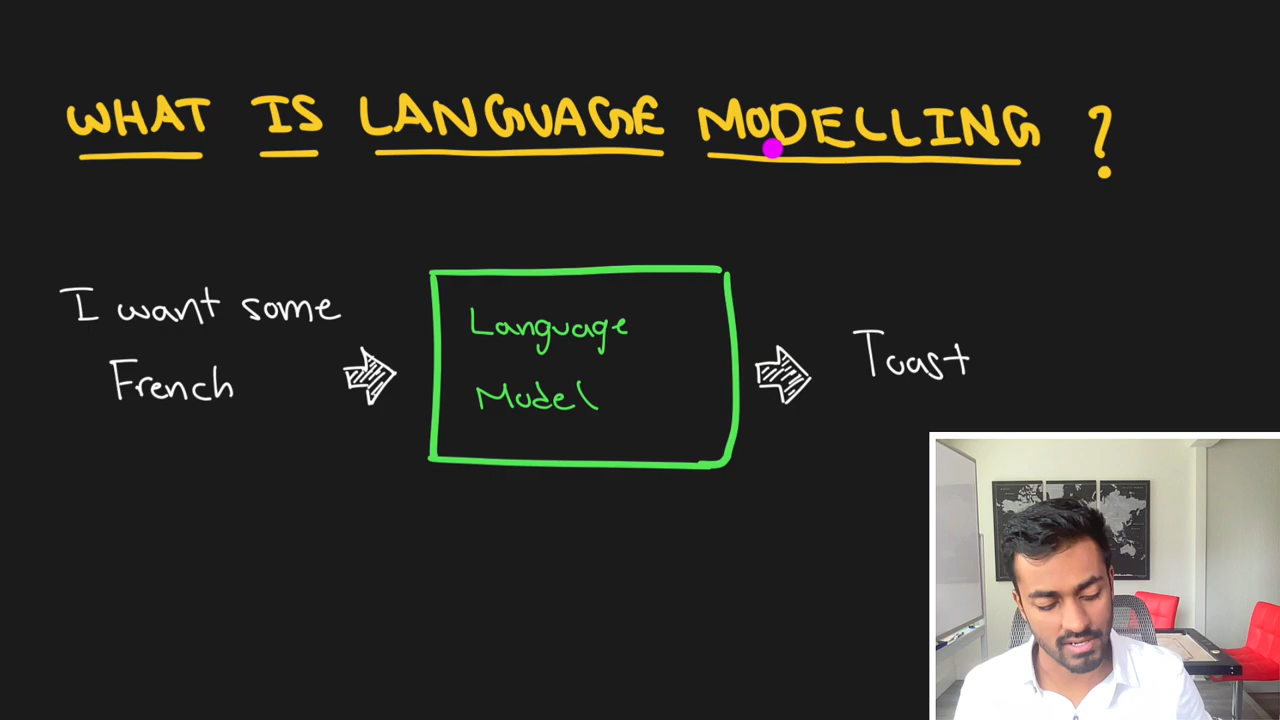 WHAT IS LANGUAGE MODELLING ?
I want some
French
Language
Model
Toast